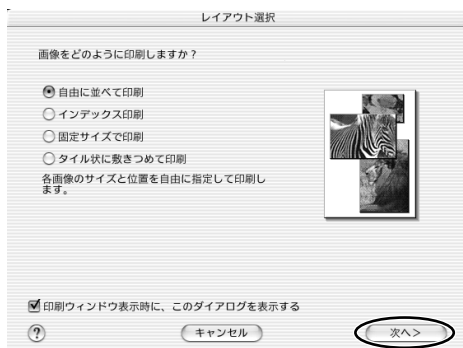 レイアウト選択
画像をどのように印刷しますか？
自由に並べて印刷
インデックス印刷
固定サイズで印刷
タイル状に敷きつめて印刷
各画像のサイズと位置を自由に指定して印刷し
ます。
印刷ウィンドウ表示時に、このダイアログを表示する
? キャンセル 次へ>